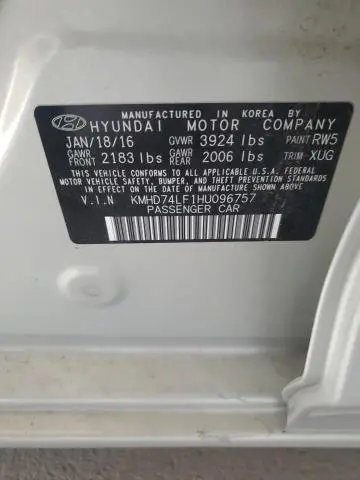 MANUFACTURED IN KOREA BY
HYUNDAI MOTOR COMPANY
JAN/18/16 GVWR 3924 lbs PAINT RW5
GAWR FRONT 2183 lbs GAWR REAR 2006 lbs TRIM XUG
THIS VEHICLE CONFORMS TO ALL APPLICABLE U.S.A. FEDERAL
MOTOR VEHICLE SAFETY, BUMPER, AND THEFT PREVENTION
STANDARDS IN EFFECT ON THE DATE OF MANUFACTURE SHOWN ABOVE.
V.I.N KMHD74LF1HU096757
PASSENGER CAR